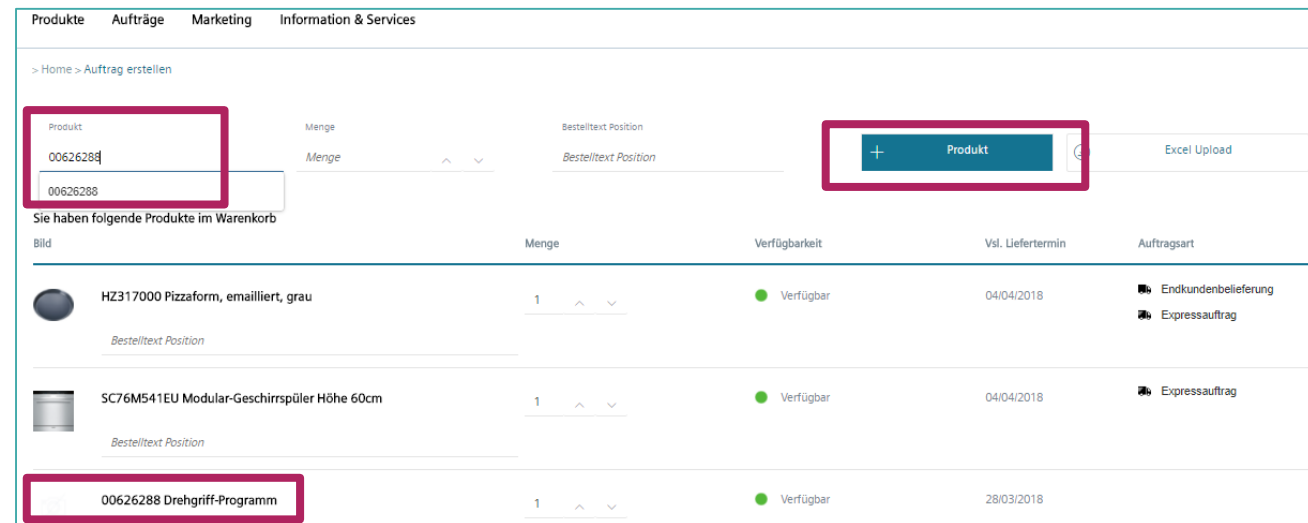 Produkte Aufträge Marketing Information & Services
> Home > Auftrag erstellen
Produkt Menge Bestelltext Position
00626288 Menge Bestelltext Position + Produkt Excel Upload
00626288
Sie haben folgende Produkte im Warenkorb
Bild Menge Verfügbarkeit Vsl. Liefertermin Auftragsart
HZ317000 Pizzaform, emailliert, grau 1 Verfügbar 04/04/2018 Endkundenbelieferung
Expressauftrag
Bestelltext Position
SC76M541EU Modular-Geschirrspüler Höhe 60cm 1 Verfügbar 04/04/2018 Expressauftrag
Bestelltext Position
00626288 Drehgriff-Programm 1 Verfügbar 28/03/2018